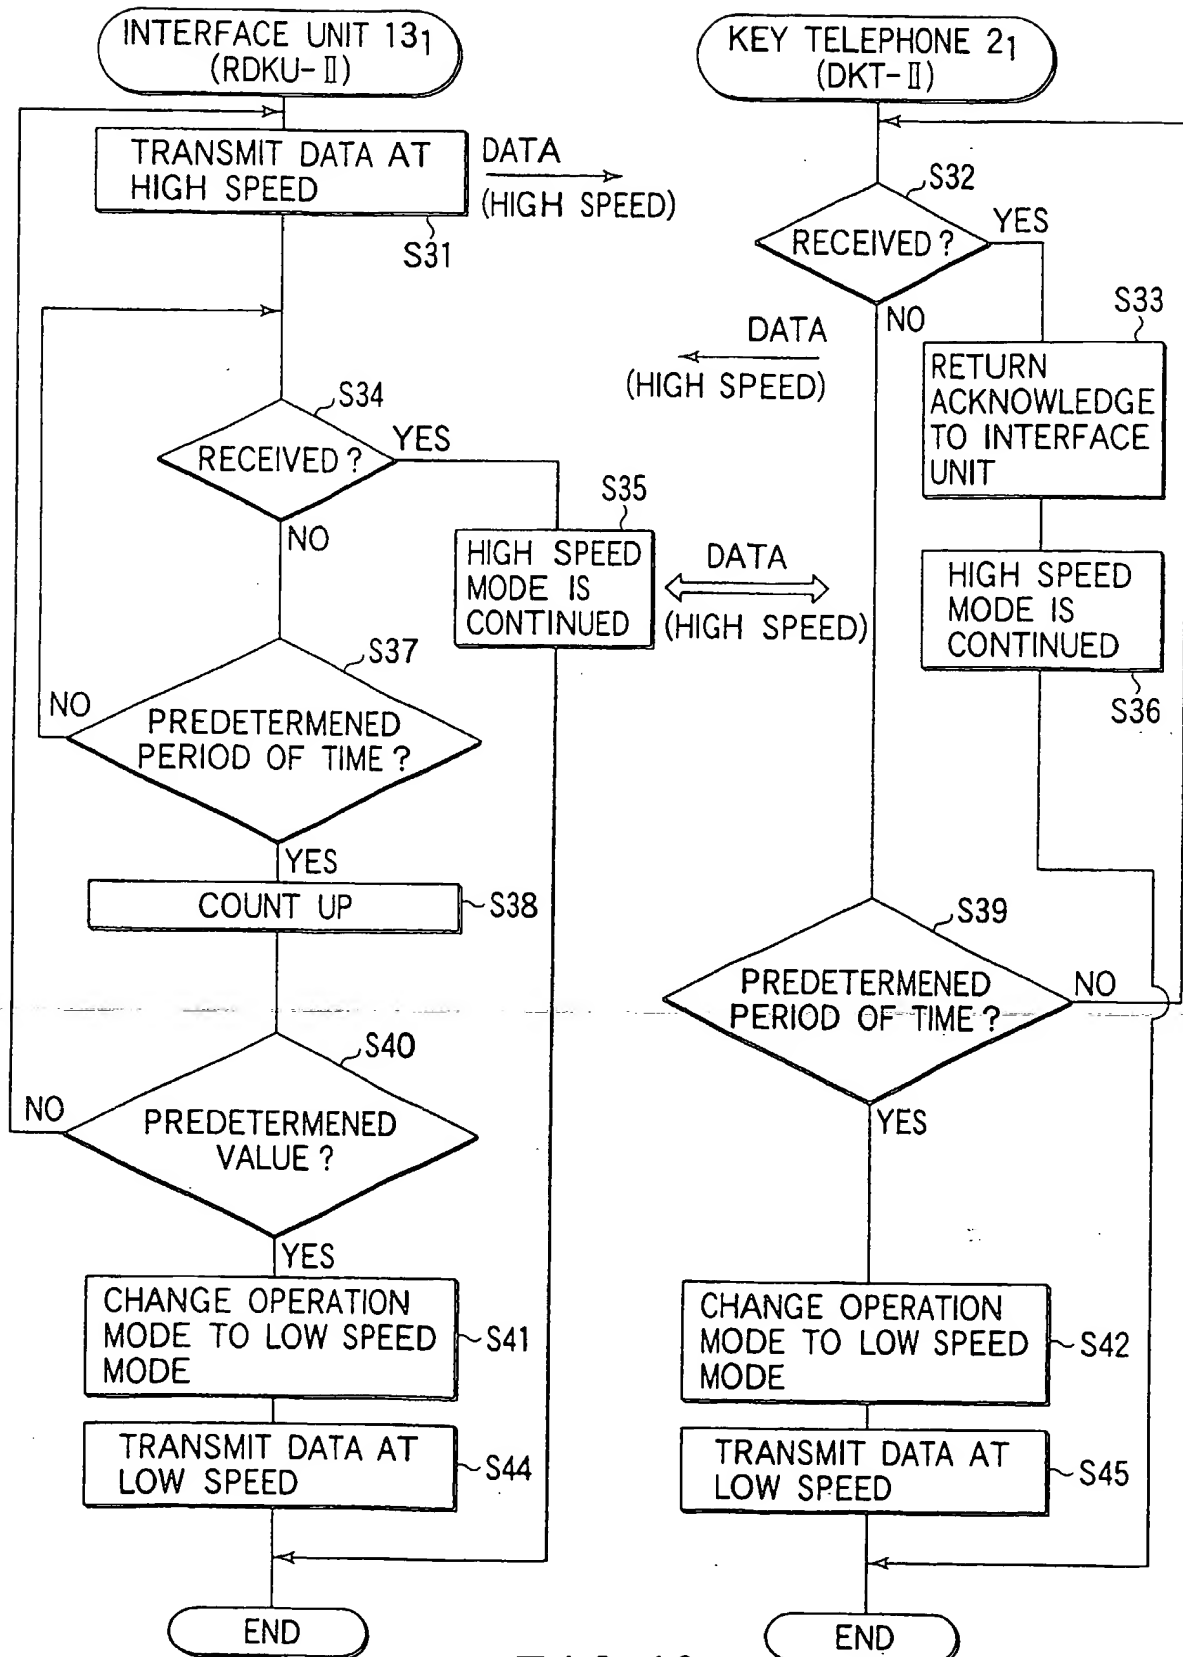 INTERFACE UNIT 13₁
(RDKU-Ⅱ)
TRANSMIT DATA AT
HIGH SPEED
S31
DATA
(HIGH SPEED)
S34
RECEIVED?
YES
NO
S35
HIGH SPEED
MODE IS
CONTINUED
DATA
(HIGH SPEED)
S37
NO
PREDETERMENED
PERIOD OF TIME?
YES
COUNT UP
S38
S40
NO
PREDETERMENED
VALUE?
YES
CHANGE OPERATION
MODE TO LOW SPEED
MODE
S41
TRANSMIT DATA AT
LOW SPEED
S44
END
KEY TELEPHONE 2₁
(DKT-Ⅱ)
S32
RECEIVED?
YES
NO
DATA
(HIGH SPEED)
S33
RETURN
ACKNOWLEDGE
TO INTERFACE
UNIT
HIGH SPEED
MODE IS
CONTINUED
S36
S39
PREDETERMENED
PERIOD OF TIME?
NO
YES
CHANGE OPERATION
MODE TO LOW SPEED
MODE
S42
TRANSMIT DATA AT
LOW SPEED
S45
END